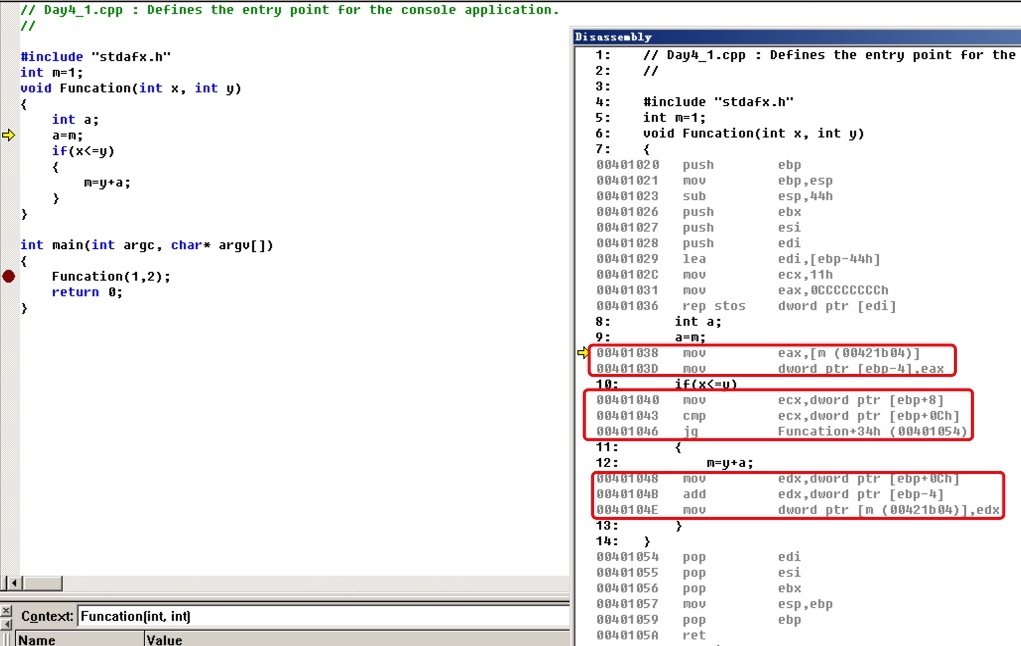 // Day4_1.cpp : Defines the entry point for the console application.
//
#include "stdafx.h"
int m=1;
void Funcation(int x, int y)
{
int a;
a=m;
if(x<=y)
{
m=y+a;
}
}
int main(int argc, char* argv[])
{
Funcation(1,2);
return 0;
}
Context: Funcation(int, int)
Name Value
Disassembly
1: // Day4_1.cpp : Defines the entry point for the
2: //
3:
4: #include "stdafx.h"
5: int m=1;
6: void Funcation(int x, int y)
7: {
00401020 push ebp
00401021 mov ebp,esp
00401023 sub esp,44h
00401026 push ebx
00401027 push esi
00401028 push edi
00401029 lea edi,[ebp-44h]
0040102C mov ecx,11h
00401031 mov eax,0CCCCCCCCh
00401036 rep stos dword ptr [edi]
8: int a;
9: a=m;
00401038 mov eax,[m (00421b04)]
0040103D mov dword ptr [ebp-4],eax
10: if(x<=y)
00401040 mov ecx,dword ptr [ebp+8]
00401043 cmp ecx,dword ptr [ebp+0Ch]
00401046 jg Funcation+34h (00401054)
11: {
12: m=y+a;
00401048 mov edx,dword ptr [ebp+0Ch]
0040104B add edx,dword ptr [ebp-4]
0040104E mov dword ptr [m (00421b04)],edx
13: }
14: }
00401054 pop edi
00401055 pop esi
00401056 pop ebx
00401057 mov esp,ebp
00401059 pop ebp
0040105A ret